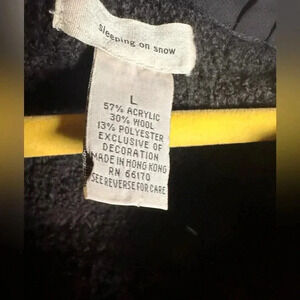 sleeping on snow
L
57% ACRYLIC
30% WOOL
13% POLYESTER
EXCLUSIVE OF
DECORATION
MADE IN HONG KONG
RN 66170
SEE REVERSE FOR CARE